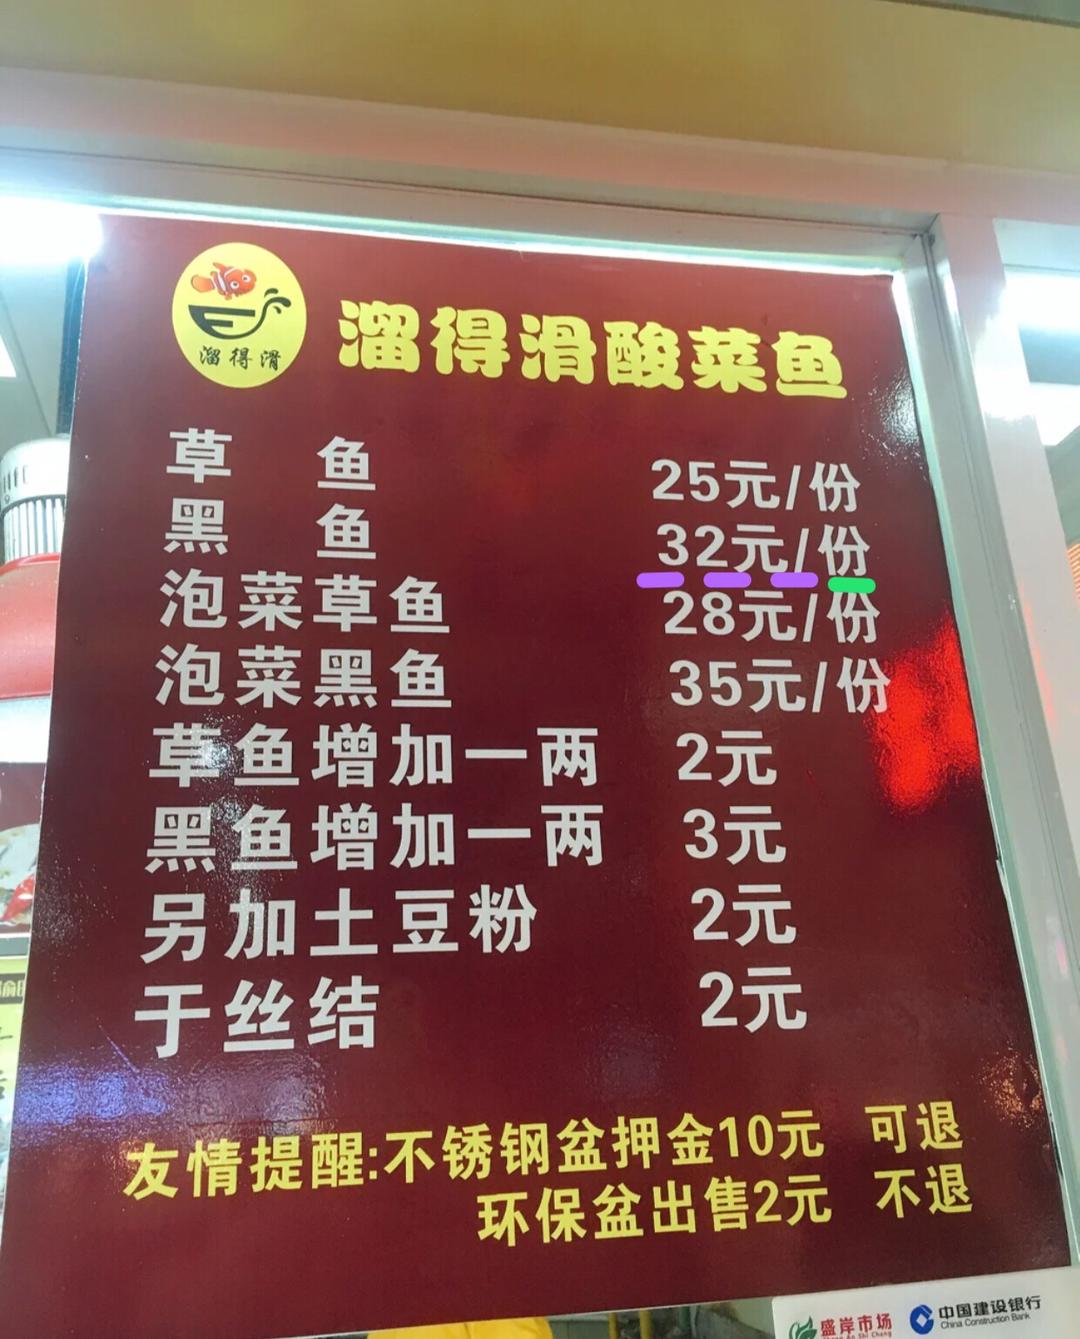 溜得滑
溜得滑酸菜鱼
草 鱼 25元/份
黑 鱼 32元/份
泡菜草鱼 28元/份
泡菜黑鱼 35元/份
草鱼增加一两 2元
黑鱼增加一两 3元
另加土豆粉 2元
于丝结 2元
友情提醒:不锈钢盆押金10元 可退
环保盆出售2元 不退
盛岸市场
中国建设银行
China Construction Bank